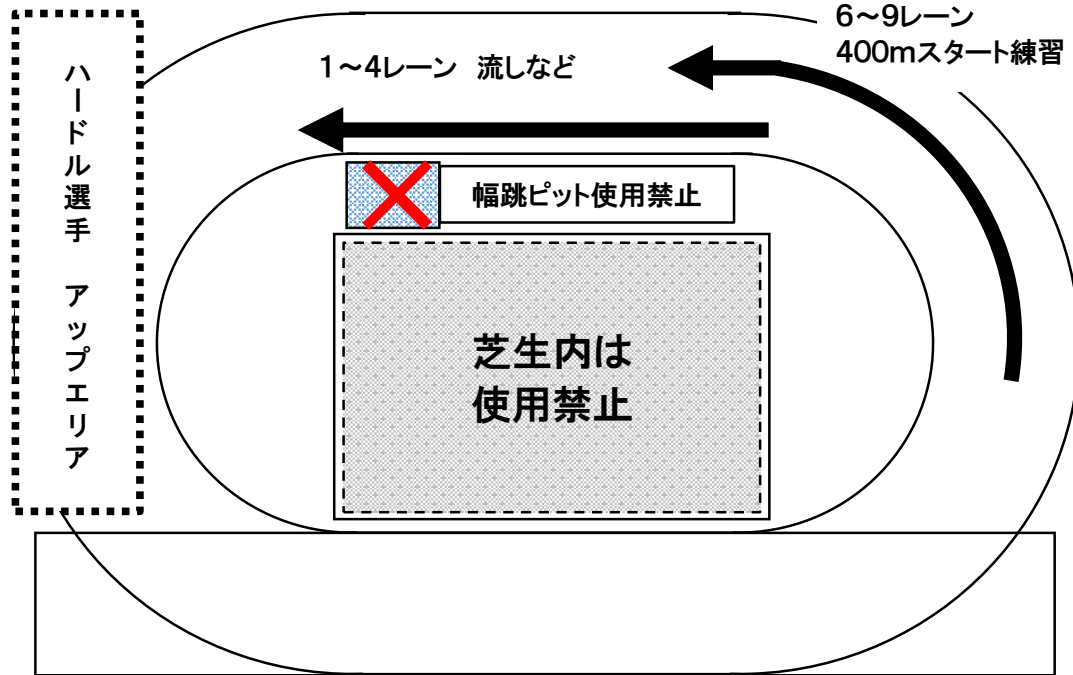 6～9レーン
400mスタート練習
1～4レーン 流しなど
ハードル選手 アップエリア
幅跳ピット使用禁止
芝生内は
使用禁止